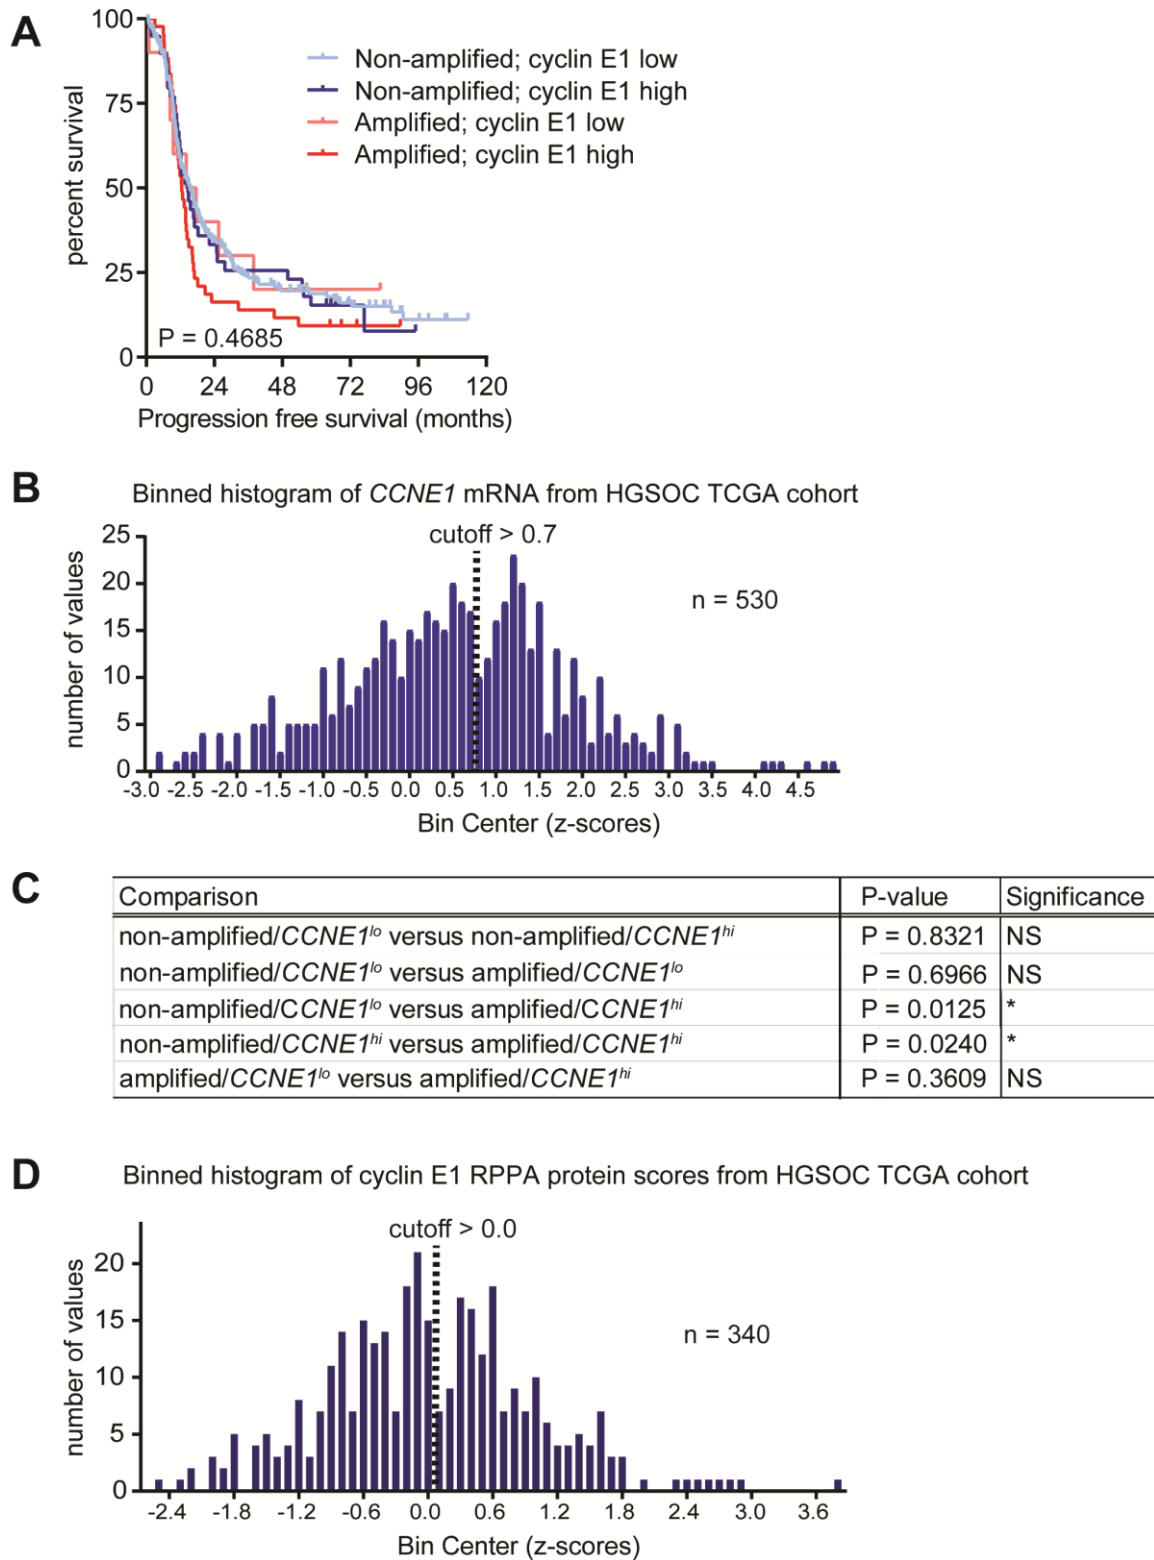 A
100
75
50
25
0
percent survival
Non-amplified; cyclin E1 low
Non-amplified; cyclin E1 high
Amplified; cyclin E1 low
Amplified; cyclin E1 high
P = 0.4685
0 24 48 72 96 120
Progression free survival (months)
B
Binned histogram of CCNE1 mRNA from HGSOC TCGA cohort
cutoff > 0.7
n = 530
25
20
15
10
5
0
number of values
-3.0 -2.5 -2.0 -1.5 -1.0 -0.5 0.0 0.5 1.0 1.5 2.0 2.5 3.0 3.5 4.0 4.5
Bin Center (z-scores)
C
Comparison P-value Significance
non-amplified/CCNE1lo versus non-amplified/CCNE1hi P = 0.8321 NS
non-amplified/CCNE1lo versus amplified/CCNE1lo P = 0.6966 NS
non-amplified/CCNE1lo versus amplified/CCNE1hi P = 0.0125 *
non-amplified/CCNE1hi versus amplified/CCNE1hi P = 0.0240 *
amplified/CCNE1lo versus amplified/CCNE1hi P = 0.3609 NS
D
Binned histogram of cyclin E1 RPPA protein scores from HGSOC TCGA cohort
cutoff > 0.0
n = 340
20
15
10
5
0
number of values
-2.4 -1.8 -1.2 -0.6 0.0 0.6 1.2 1.8 2.4 3.0 3.6
Bin Center (z-scores)